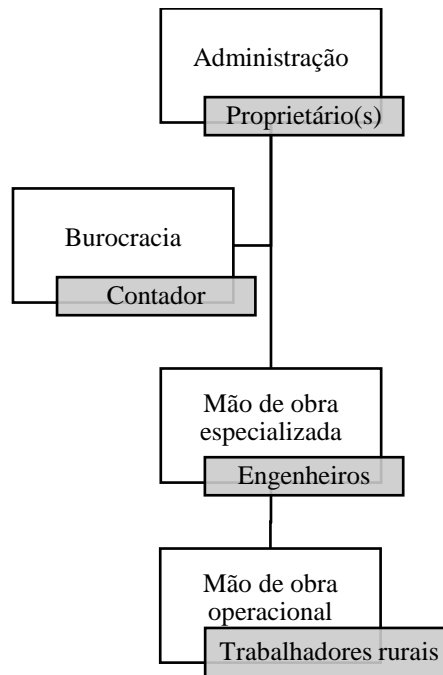 Administração
Proprietário(s)
Burocracia
Contador
Mão de obra
especializada
Engenheiros
Mão de obra
operacional
Trabalhadores rurais